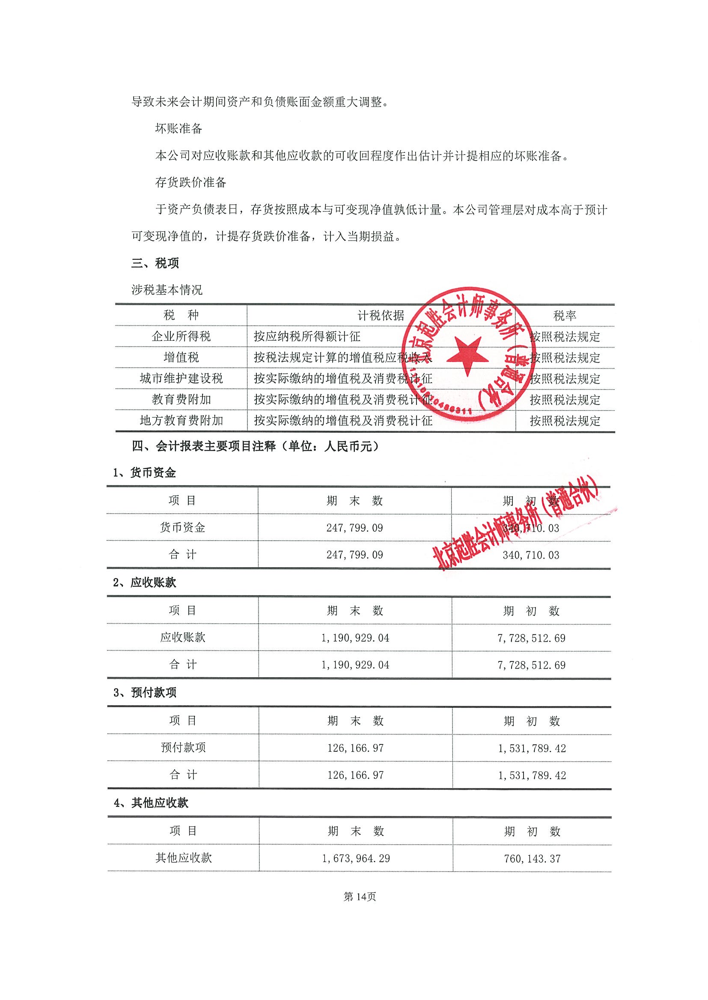 导致未来会计期间资产和负债账面金额重大调整。
坏账准备
本公司对应收账款和其他应收款的可收回程度作出估计并计提相应的坏账准备。
存货跌价准备
于资产负债表日，存货按照成本与可变现净值孰低计量。本公司管理层对成本高于预计
可变现净值的，计提存货跌价准备，计入当期损益。
三、税项
涉税基本情况
税 种 计税依据 税率
企业所得税 按应纳税所得额计征 按照税法规定
增值税 按税法规定计算的增值税应税收入 按照税法规定
城市维护建设税 按实际缴纳的增值税及消费税计征 按照税法规定
教育费附加 按实际缴纳的增值税及消费税计征 按照税法规定
地方教育费附加 按实际缴纳的增值税及消费税计征 按照税法规定
北京起胜会计师事务所（普通合伙）
四、会计报表主要项目注释（单位：人民币元）
1、货币资金
项 目 期 末 数 期 初 数
货币资金 247,799.09 340,710.03
合 计 247,799.09 340,710.03
北京起胜会计师事务所（普通合伙）
2、应收账款
项 目 期 末 数 期 初 数
应收账款 1,190,929.04 7,728,512.69
合 计 1,190,929.04 7,728,512.69
3、预付款项
项 目 期 末 数 期 初 数
预付款项 126,166.97 1,531,789.42
合 计 126,166.97 1,531,789.42
4、其他应收款
项 目 期 末 数 期 初 数
其他应收款 1,673,964.29 760,143.37
第 14页